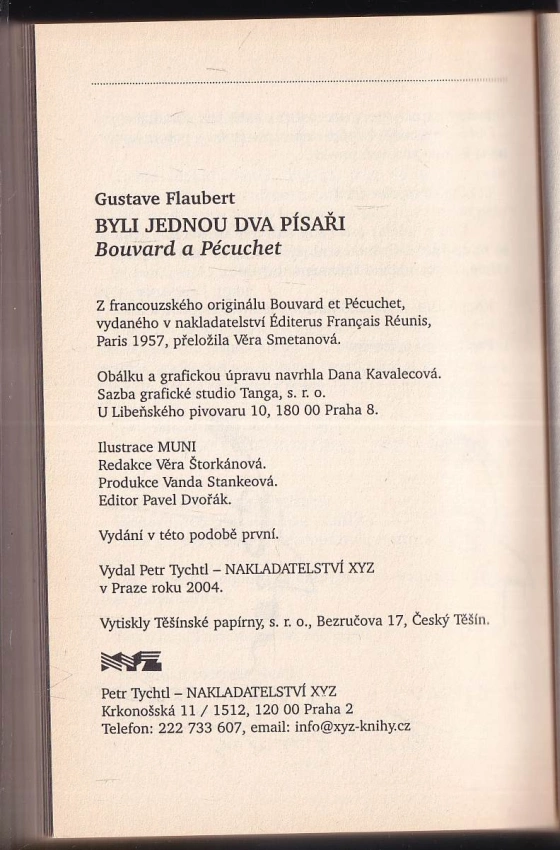 Gustave Flaubert
BYLI JEDNOU DVA PÍSAŘI
Bouvard a Pécuchet
Z francouzského originálu Bouvard et Pécuchet,
vydaného v nakladatelství Éditerus Français Réunis,
Paris 1957, přeložila Věra Smetanová.
Obálku a grafickou úpravu navrhla Dana Kavalecová.
Sazba grafické studio Tanga, s. r. o.
U Libeňského pivovaru 10, 180 00 Praha 8.
Ilustrace MUNI
Redakce Věra Štorkánová.
Produkce Vanda Stankeová.
Editor Pavel Dvořák.
Vydání v této podobě první.
Vydal Petr Tychtl – NAKLADATELSTVÍ XYZ
v Praze roku 2004.
Vytiskly Těšínské papírny, s. r. o., Bezručova 17, Český Těšín.
XYZ
Petr Tychtl – NAKLADATELSTVÍ XYZ
Krkonošská 11 / 1512, 120 00 Praha 2
Telefon: 222 733 607, email: info@xyz-knihy.cz